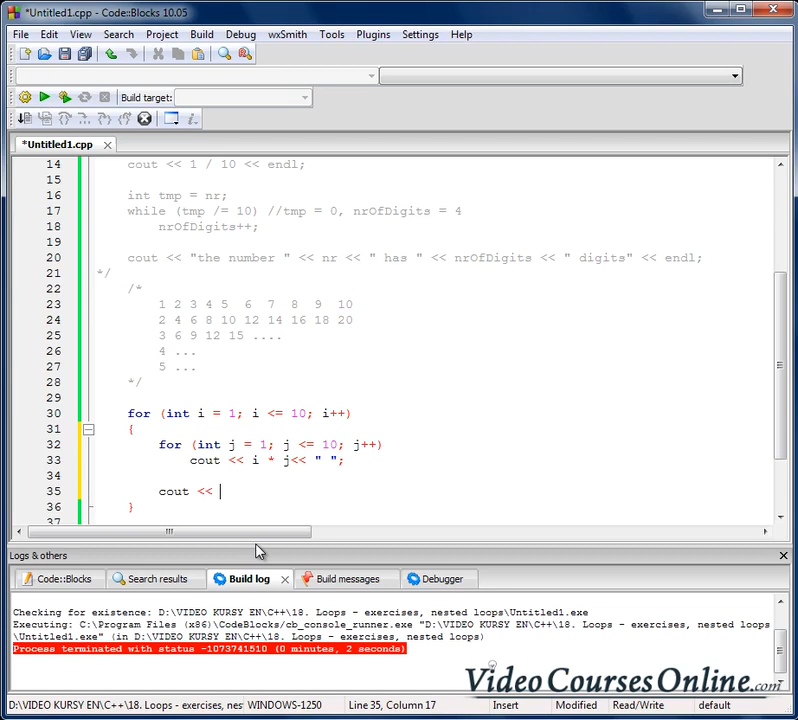 *Untitled1.cpp - Code::Blocks 10.05
File Edit View Search Project Build Debug wxSmith Tools Plugins Settings Help
Build target:
*Untitled1.cpp
14 cout << 1 / 10 << endl;
15
16 int tmp = nr;
17 while (tmp /= 10) //tmp = 0, nrOfDigits = 4
18 nrOfDigits++;
19
20 cout << "the number " << nr << " has " << nrOfDigits << " digits" << endl;
21 */
22 /*
23 1 2 3 4 5 6 7 8 9 10
24 2 4 6 8 10 12 14 16 18 20
25 3 6 9 12 15 ....
26 4 ...
27 5 ...
28 */
29
30 for (int i = 1; i <= 10; i++)
31 {
32 for (int j = 1; j <= 10; j++)
33 cout << i * j<< " ";
34
35 cout <<
36 }
37
Logs & others
Code::Blocks Search results Build log Build messages Debugger
Checking for existence: D:\VIDEO KURSY EN\C++\18. Loops - exercises, nested loops\Untitled1.exe
Executing: C:\Program Files (x86)\CodeBlocks/cb_console_runner.exe "D:\VIDEO KURSY EN\C++\18. Loops - exercises, nested loops
\Untitled1.exe" (in D:\VIDEO KURSY EN\C++\18. Loops - exercises, nested loops)
Process terminated with status -1073741510 (0 minutes, 2 seconds)
VideoCoursesOnline.com
D:\VIDEO KURSY EN\C++\18. Loops - exercises, nes WINDOWS-1250 Line 35, Column 17 Insert Modified Read/Write default